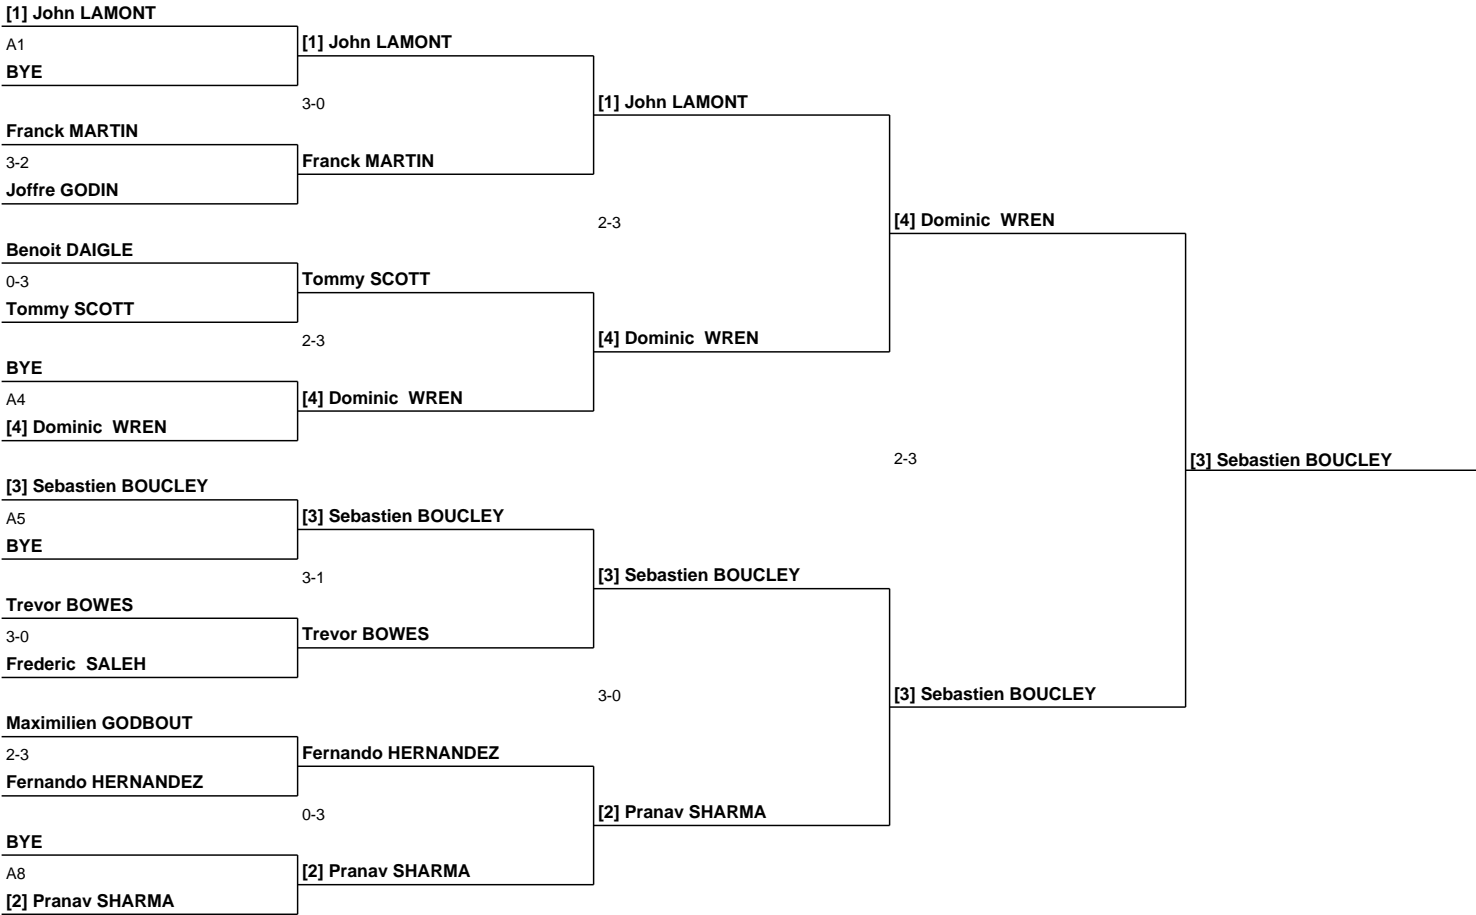 [1] John LAMONT
A1
BYE
Franck MARTIN
3-2
Joffre GODIN
Benoit DAIGLE
0-3
Tommy SCOTT
BYE
A4
[4] Dominic  WREN
[3] Sebastien BOUCLEY
A5
BYE
Trevor BOWES
3-0
Frederic  SALEH
Maximilien GODBOUT
2-3
Fernando HERNANDEZ
BYE
A8
[2] Pranav SHARMA
[1] John LAMONT
3-0
Franck MARTIN
Tommy SCOTT
2-3
[4] Dominic  WREN
[3] Sebastien BOUCLEY
3-1
Trevor BOWES
Fernando HERNANDEZ
0-3
[2] Pranav SHARMA
[1] John LAMONT
2-3
[4] Dominic  WREN
[3] Sebastien BOUCLEY
3-0
[2] Pranav SHARMA
[4] Dominic  WREN
2-3
[3] Sebastien BOUCLEY
[3] Sebastien BOUCLEY